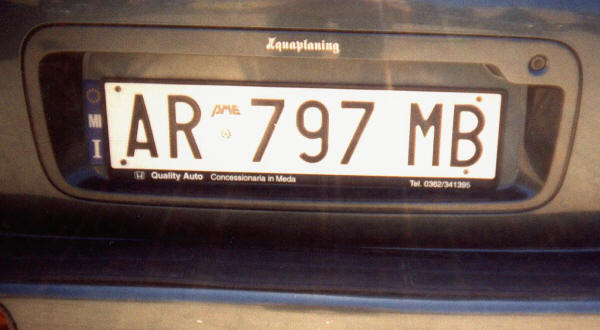 Aquaplaning
AR 797 MB
MI
I
Quality Auto Concessionaria in Meda Tel. 0362/341395